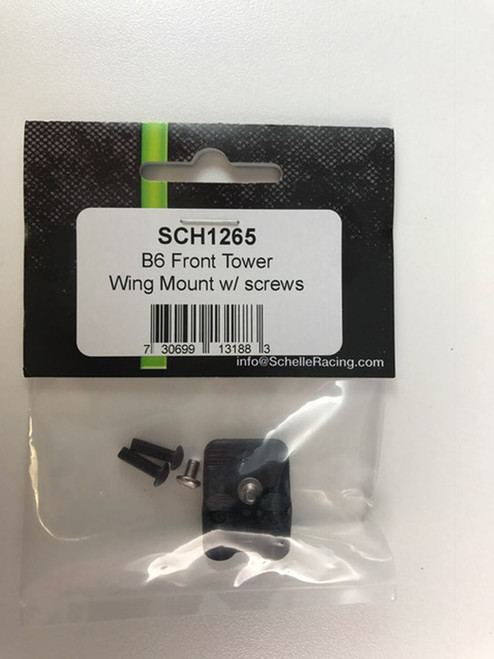 SCH1265
B6 Front Tower
Wing Mount w/ screws
7 30699 13188 3
info@SchelleRacing.com